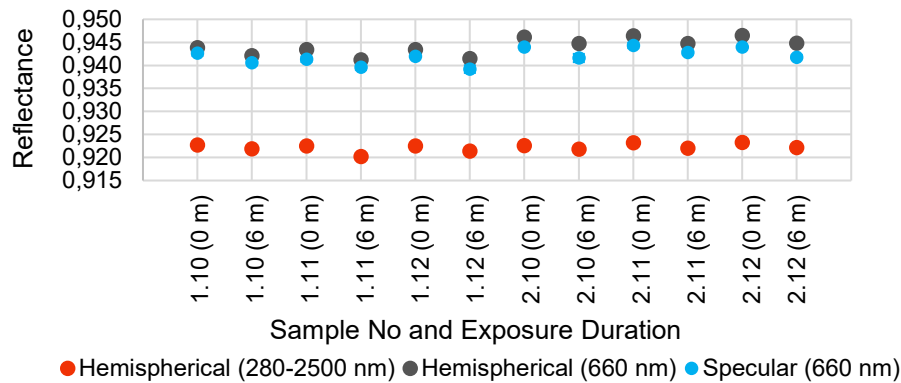 0,950
0,945
0,940
0,935
0,930
0,925
0,920
0,915
Reflectance
1.10 (0 m)
1.10 (6 m)
1.111 (0 m)
1.111 (6 m)
1.12 (0 m)
1.12 (6 m)
2.10 (0 m)
2.10 (6 m)
2.11 (0 m)
2.11 (6 m)
2.12 (0 m)
2.12 (6 m)
Sample No and Exposure Duration
Hemispherical (280-2500 nm) Hemispherical (660 nm) Specular (660 nm)